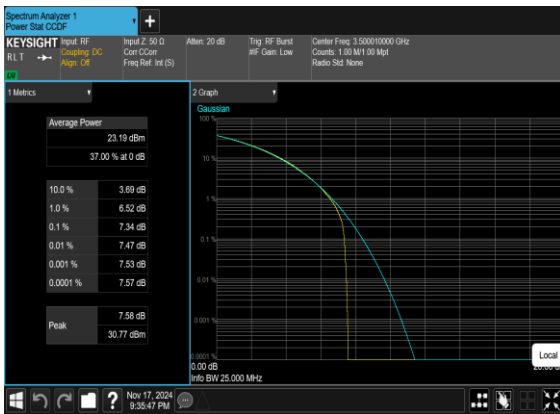 Spectrum Analyzer 1
Power Stat CCDF
+
KEYSIGHT
R L T
LV
Input: RF
Coupling: DC
Align: Off
Input Z: 50 Ω
Corr CCorr
Freq Ref: Int (S)
Atten: 20 dB
Trig: RF Burst
#IF Gain: Low
Center Freq: 3.500010000 GHz
Counts: 1.00 M/1.00 Mpt
Radio Std: None
1 Metrics
Average Power
23.19 dBm
37.00 % at 0 dB
10.0 % 3.69 dB
1.0 % 6.52 dB
0.1 % 7.34 dB
0.01 % 7.47 dB
0.001 % 7.53 dB
0.0001 % 7.57 dB
Peak
7.58 dB
30.77 dBm
2 Graph
Gaussian
100 %
10 %
1 %
0.1 %
0.01 %
0.001 %
0.0001 %
0.00 dB
Info BW 25.000 MHz
Local
?
Nov 17, 2024
9:35:47 PM